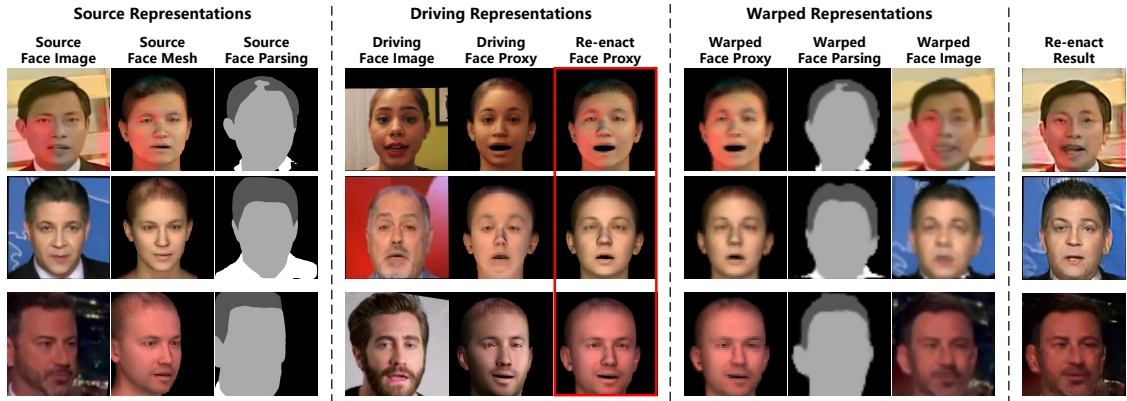 Source Representations
Driving Representations
Warped Representations
Source
Face Image
Source
Face Mesh
Source
Face Parsing
Driving
Face Image
Driving
Face Proxy
Re-enact
Face Proxy
Warped
Face Proxy
Warped
Face Parsing
Warped
Face Image
Re-enact
Result